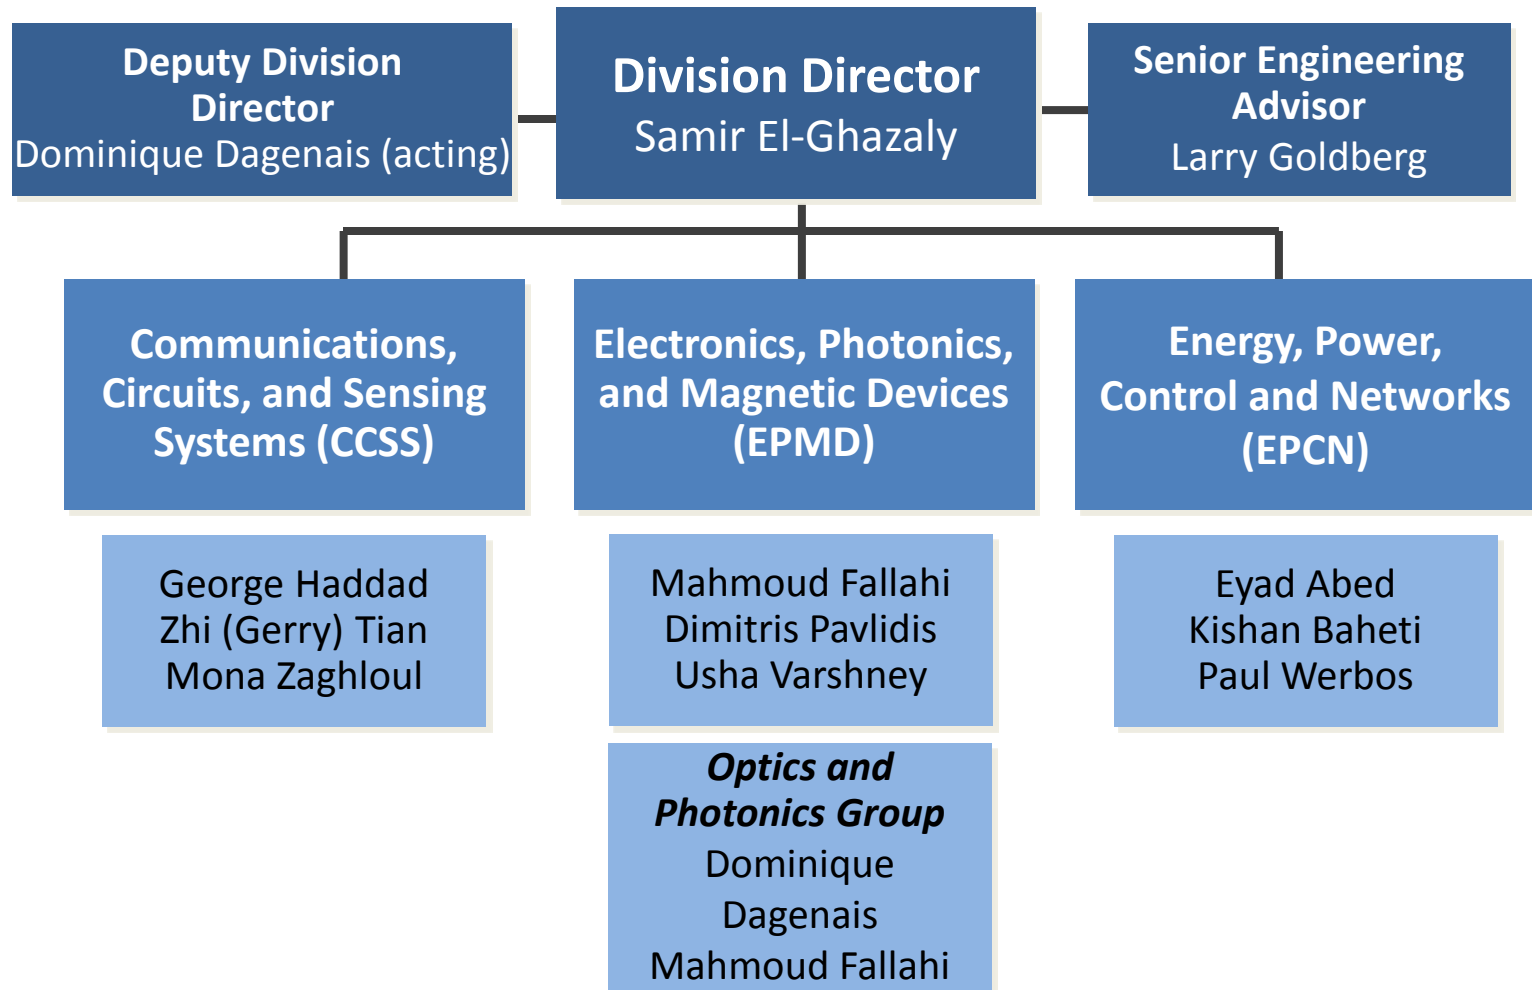 Deputy Division
Director
Dominique Dagenais (acting)
Division Director
Samir El-Ghazaly
Senior Engineering
Advisor
Larry Goldberg
Communications,
Circuits, and Sensing
Systems (CCSS)
Electronics, Photonics,
and Magnetic Devices
(EPMD)
Energy, Power,
Control and Networks
(EPCN)
George Haddad
Zhi (Gerry) Tian
Mona Zaghloul
Mahmoud Fallahi
Dimitris Pavlidis
Usha Varshney
Eyad Abed
Kishan Baheti
Paul Werbos
Optics and
Photonics Group
Dominique
Dagenais
Mahmoud Fallahi